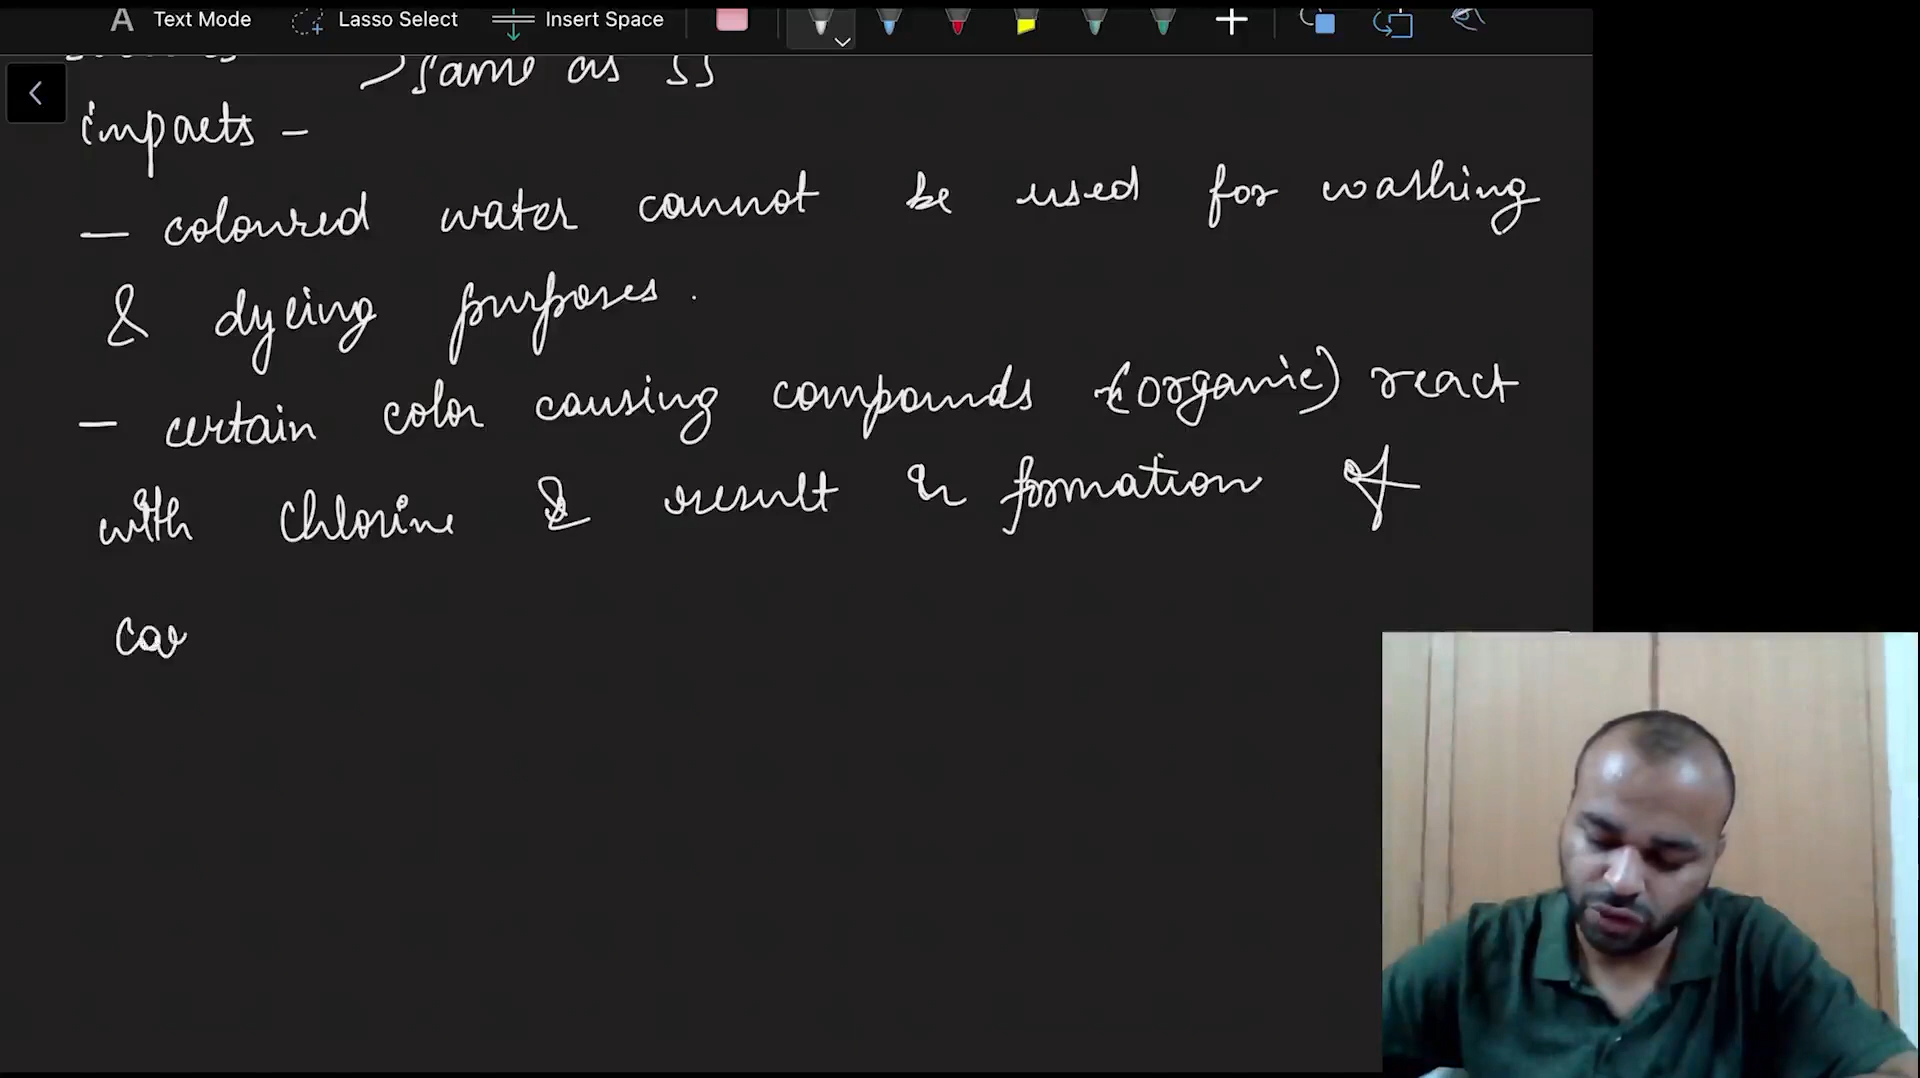 Text Mode Lasso Select Insert Space
same as SS
impacts -
- coloured water cannot be used for washing
& dyeing purposes.
- certain color causing compounds (organic) react
with chlorine & result in formation of
car